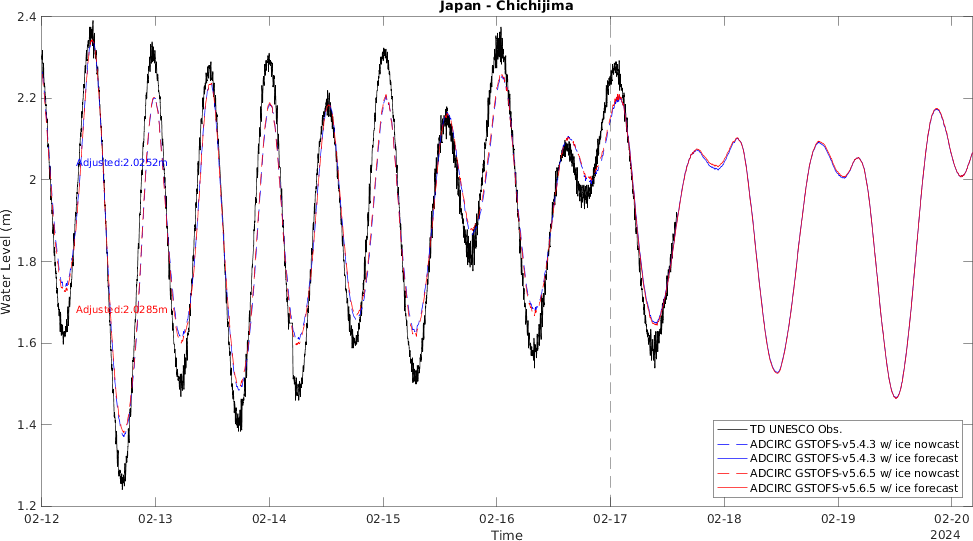 Japan - Chichijima
2.4
2.2
2
1.8
1.6
1.4
1.2
Water Level (m)
Adjusted:2.0252m
Adjusted:2.0285m
TD UNESCO Obs.
ADCIRC GSTOFS-v5.4.3 w/ ice nowcast
ADCIRC GSTOFS-v5.4.3 w/ ice forecast
ADCIRC GSTOFS-v5.6.5 w/ ice nowcast
ADCIRC GSTOFS-v5.6.5 w/ ice forecast
02-12 02-13 02-14 02-15 02-16 02-17 02-18 02-19 02-20
Time
2024